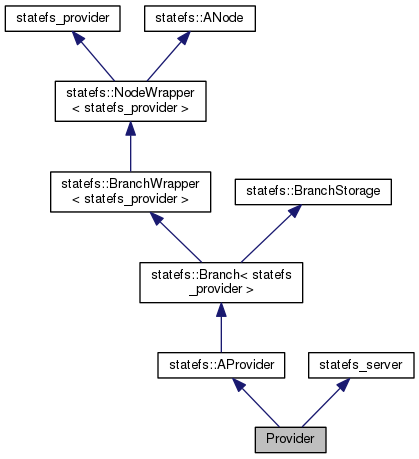 statefs_provider
statefs::ANode
statefs::NodeWrapper
< statefs_provider >
statefs::BranchWrapper
< statefs_provider >
statefs::BranchStorage
statefs::Branch< statefs
_provider >
statefs::AProvider
statefs_server
Provider